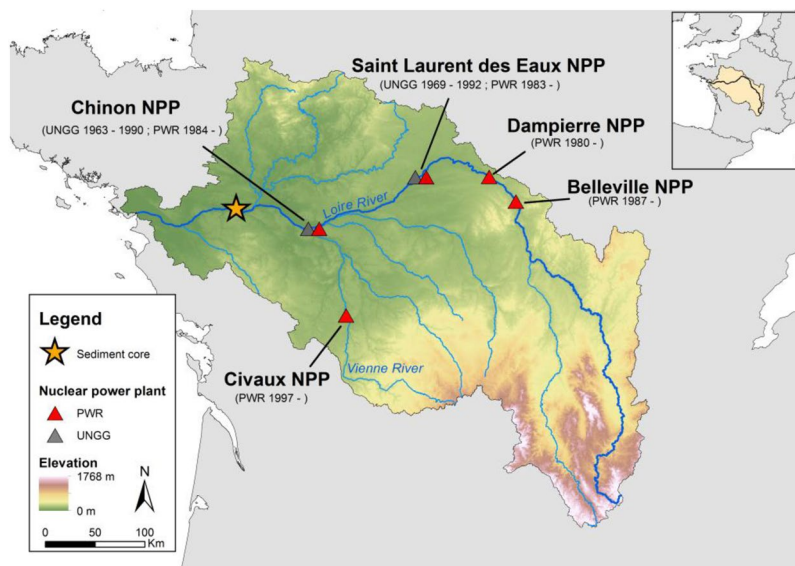 Saint Laurent des Eaux NPP
(UNGG 1969 - 1992 ; PWR 1983 - )
Chinon NPP
(UNGG 1963 - 1990 ; PWR 1984 - )
Dampierre NPP
(PWR 1980 - )
Belleville NPP
(PWR 1987 - )
Loire River
Vienne River
Civaux NPP
(PWR 1997 - )
Legend
Sediment core
Nuclear power plant
PWR
UNGG
Elevation
1768 m
0 m
N
0 50 100
Km